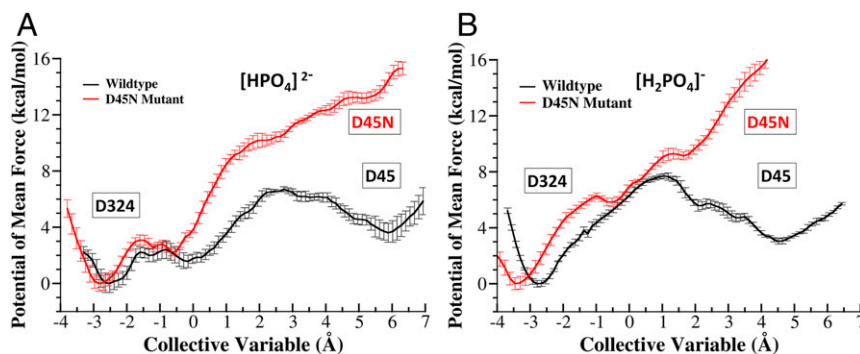 A
Potential of Mean Force (kcal/mol)
16
12
8
4
0
Wildtype
D45N Mutant
[HPO4]2-
D45N
D324
D45
-4 -3 -2 -1 0 1 2 3 4 5 6 7
Collective Variable (Å)
B
Potential of Mean Force (kcal/mol)
16
12
8
4
0
Wildtype
D45N Mutant
[H2PO4]-
D45N
D324
D45
-4 -3 -2 -1 0 1 2 3 4 5 6 7
Collective Variable (Å)